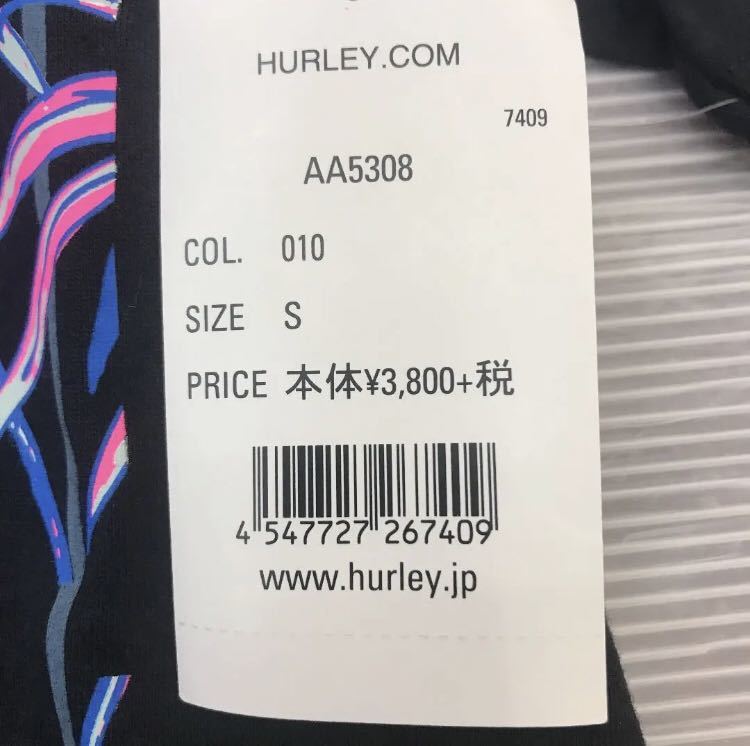 HURLEY.COM
7409
AA5308
COL. 010
SIZE S
PRICE 本体¥3,800+税
4 547727 267409
www.hurley.jp